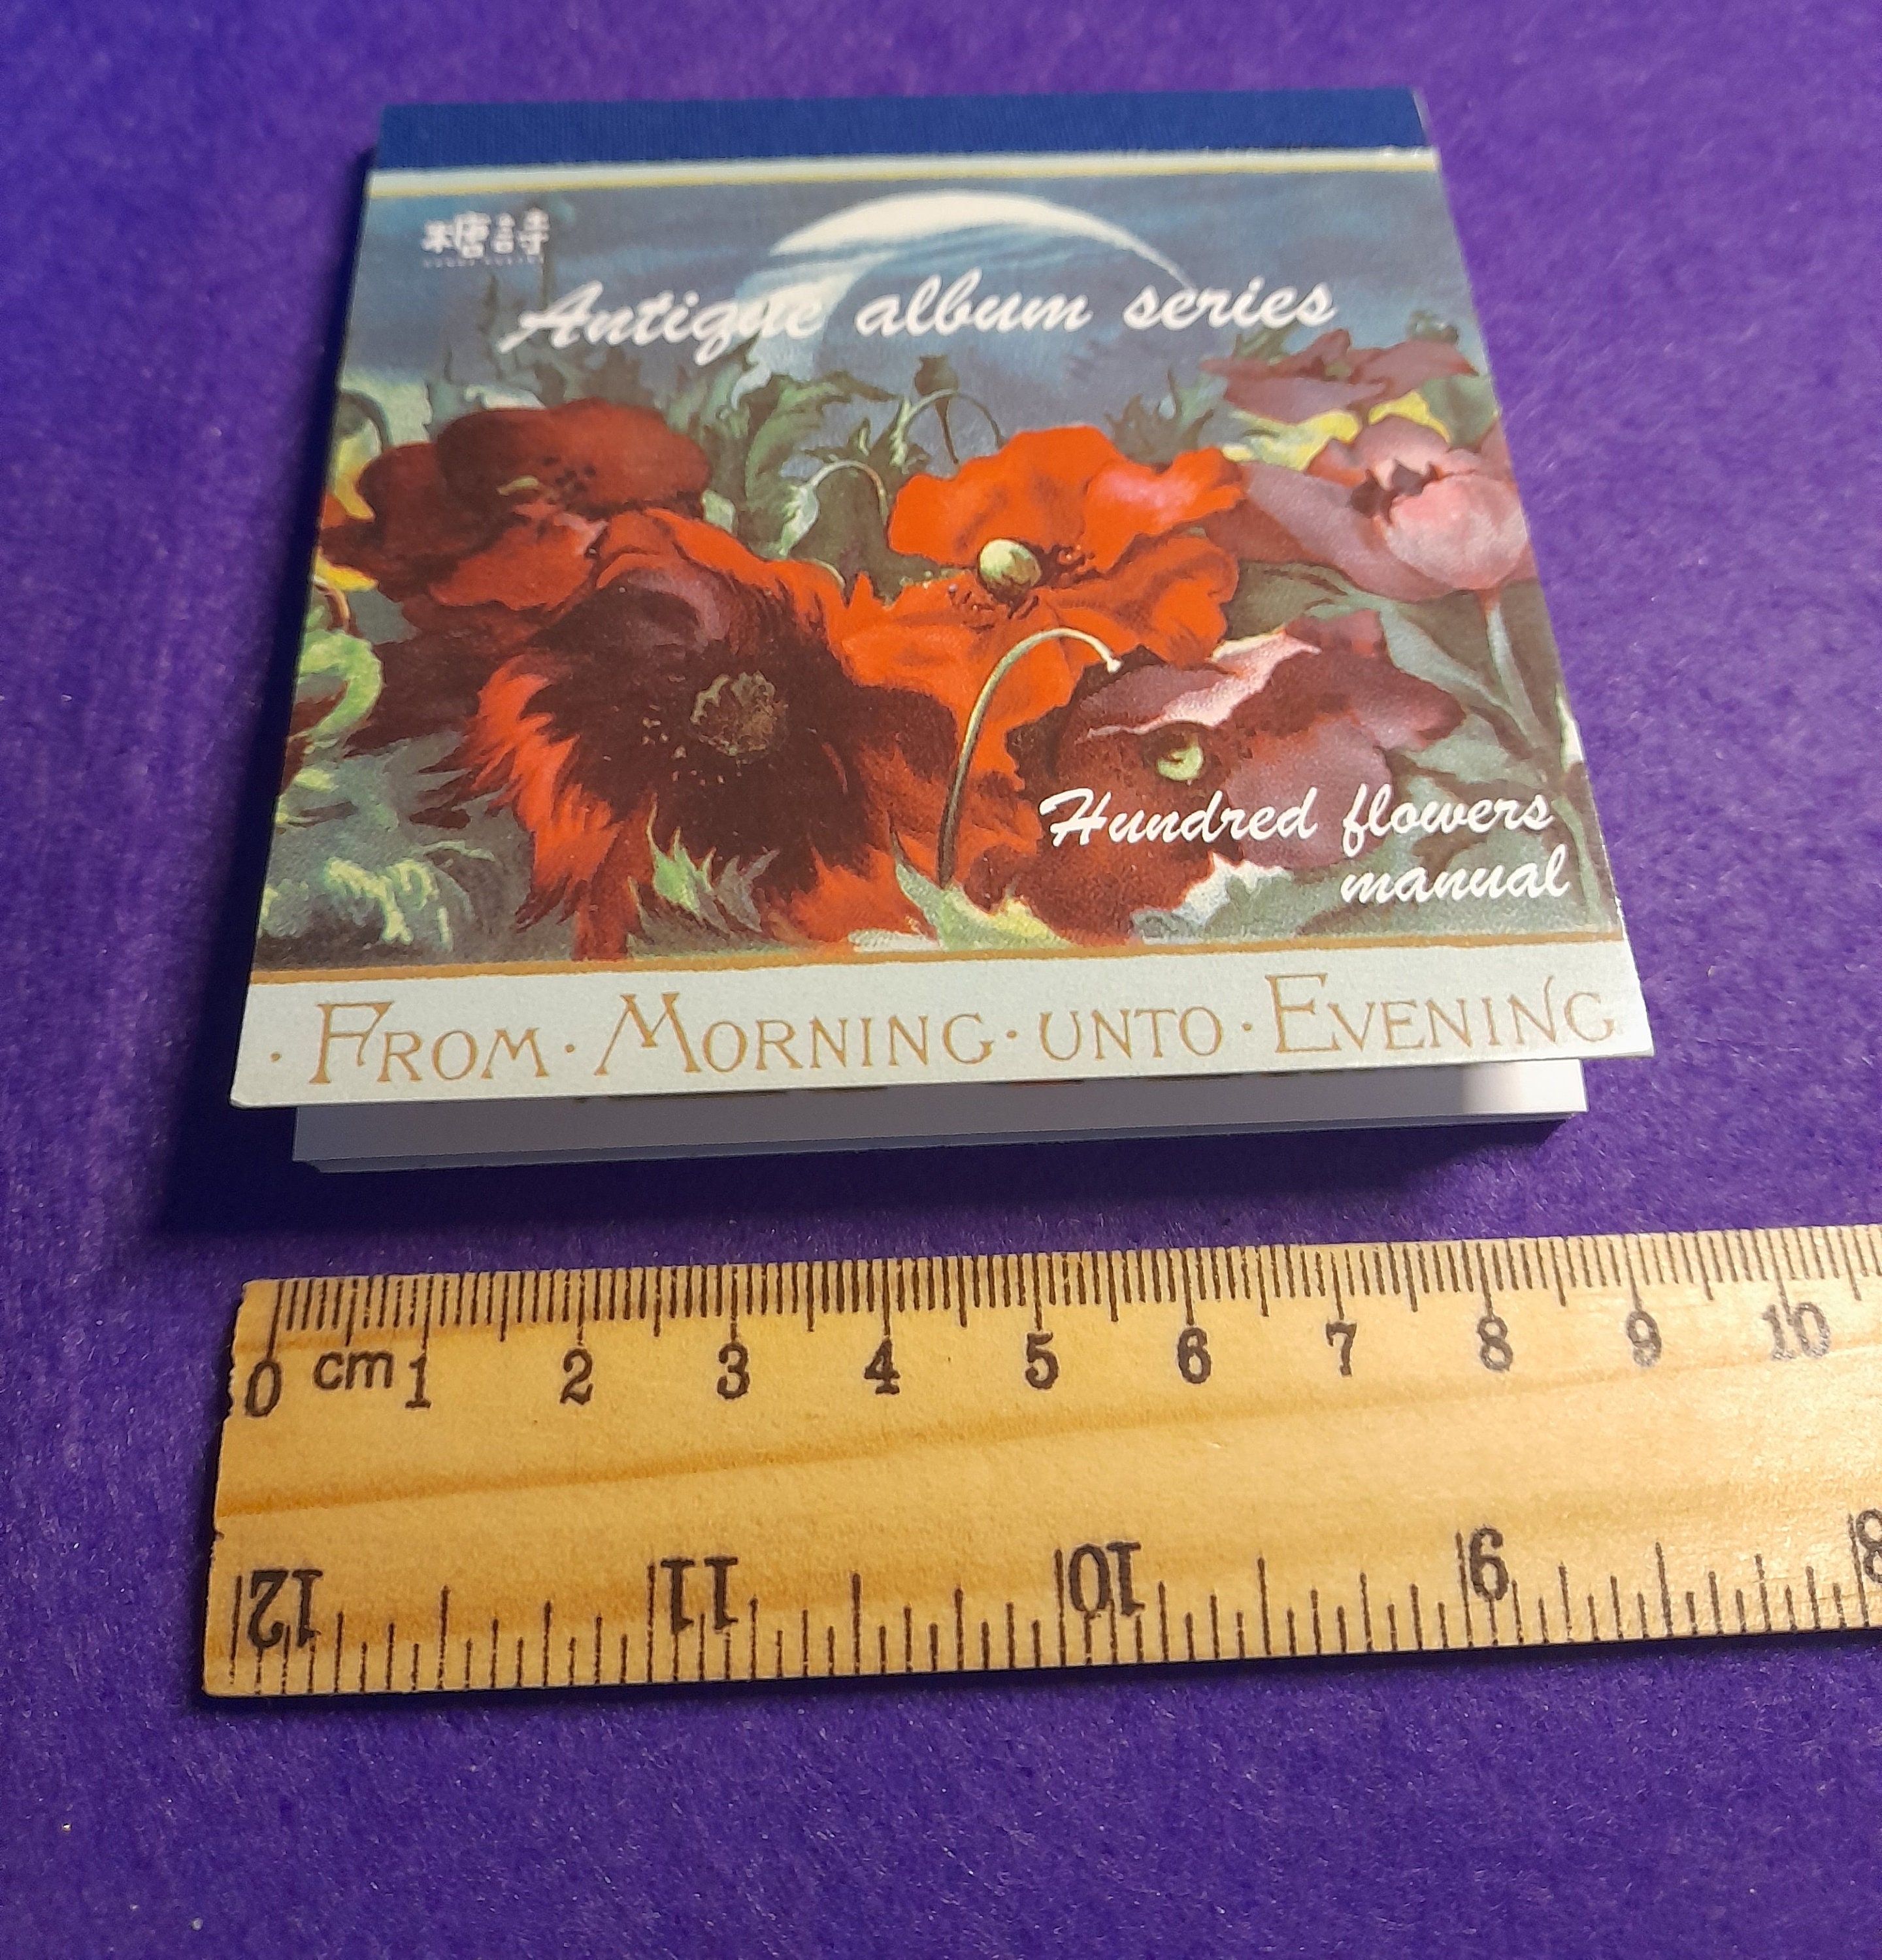 糖詩
Antique album series
Hundred flowers
manual
· FROM · MORNING · UNTO · EVENING
0 cm 1 2 3 4 5 6 7 8 9 10
12 11 10 9 8